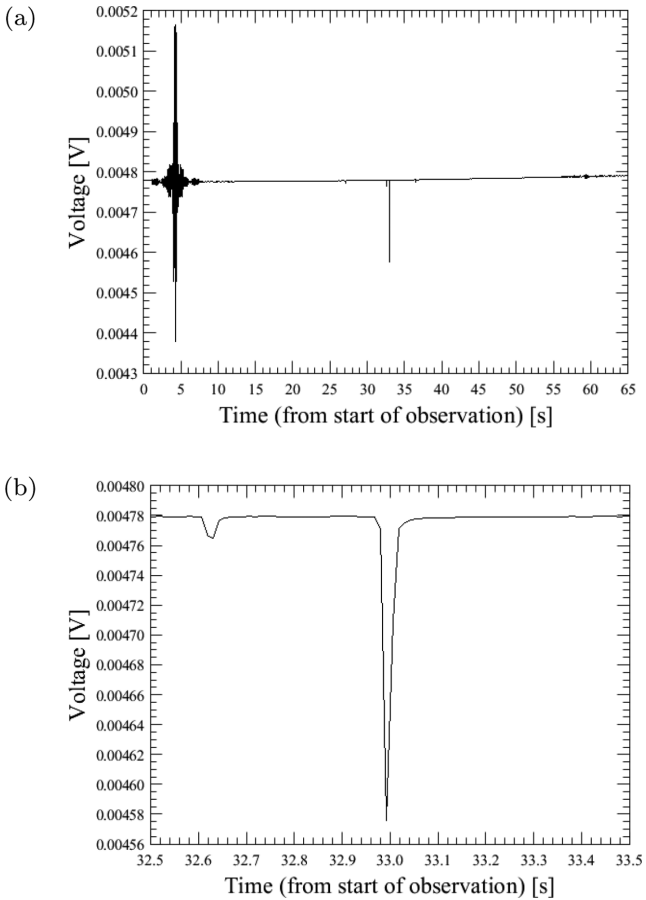 (a)
Voltage [V]
0.0052
0.0051
0.0050
0.0049
0.0048
0.0047
0.0046
0.0045
0.0044
0.0043
0 5 10 15 20 25 30 35 40 45 50 55 60 65
Time (from start of observation) [s]
(b)
Voltage [V]
0.00480
0.00478
0.00476
0.00474
0.00472
0.00470
0.00468
0.00466
0.00464
0.00462
0.00460
0.00458
0.00456
32.5 32.6 32.7 32.8 32.9 33.0 33.1 33.2 33.3 33.4 33.5
Time (from start of observation) [s]